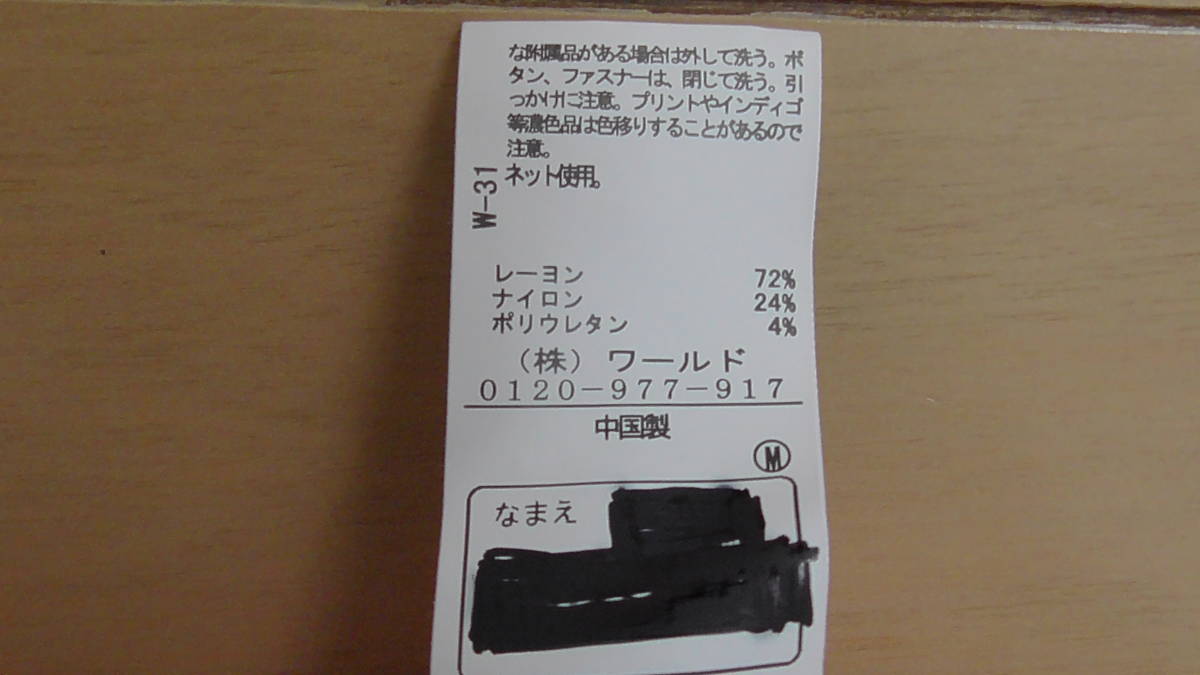 な附属品がある場合は外して洗う。ボ
タン、ファスナーは、閉じて洗う。引
っかけに注意。プリントやインディゴ
等濃色品は色移りすることがあるので
注意。
ネット使用。
W-31
レーヨン 72%
ナイロン 24%
ポリウレタン 4%
(株) ワールド
0120-977-917
中国製
M
なまえ